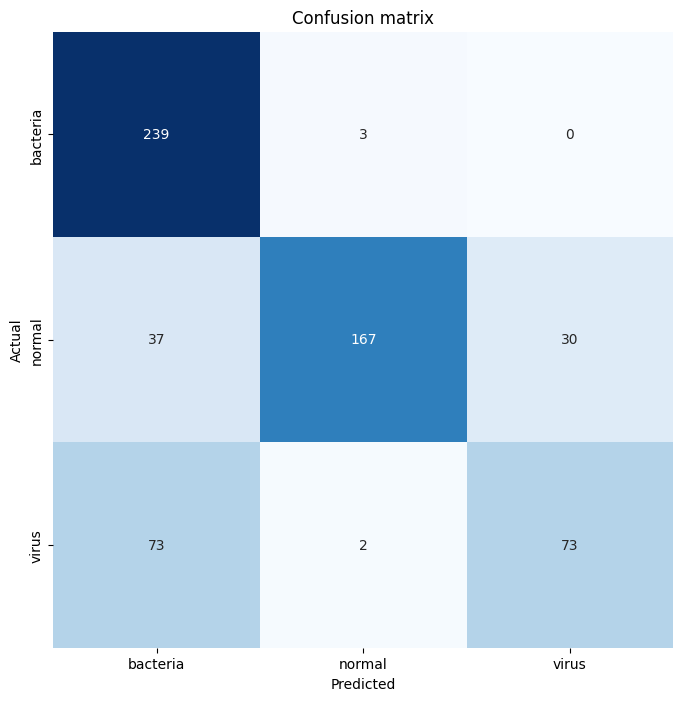 Confusion matrix
Actual
bacteria
239 3 0
normal
37 167 30
virus
73 2 73
bacteria normal virus
Predicted